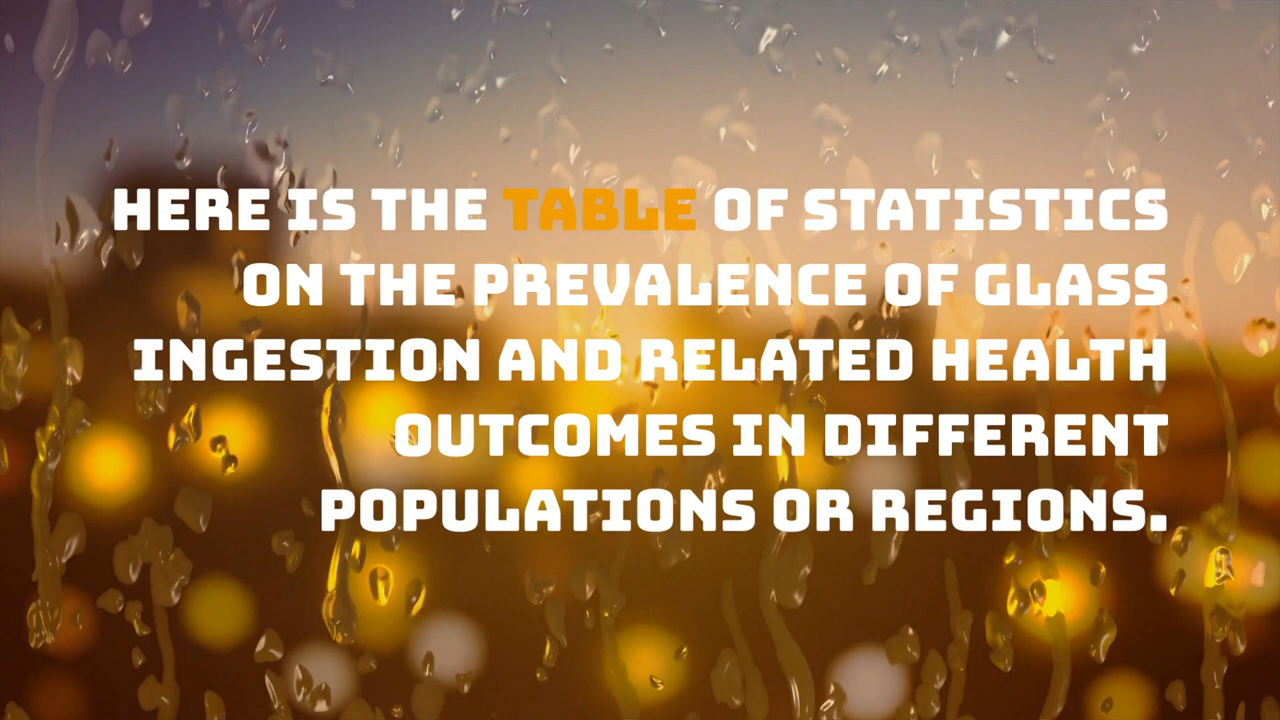 HERE IS THE TABLE OF STATISTICS
ON THE PREVALENCE OF GLASS
INGESTION AND RELATED HEALTH
OUTCOMES IN DIFFERENT
POPULATIONS OR REGIONS.